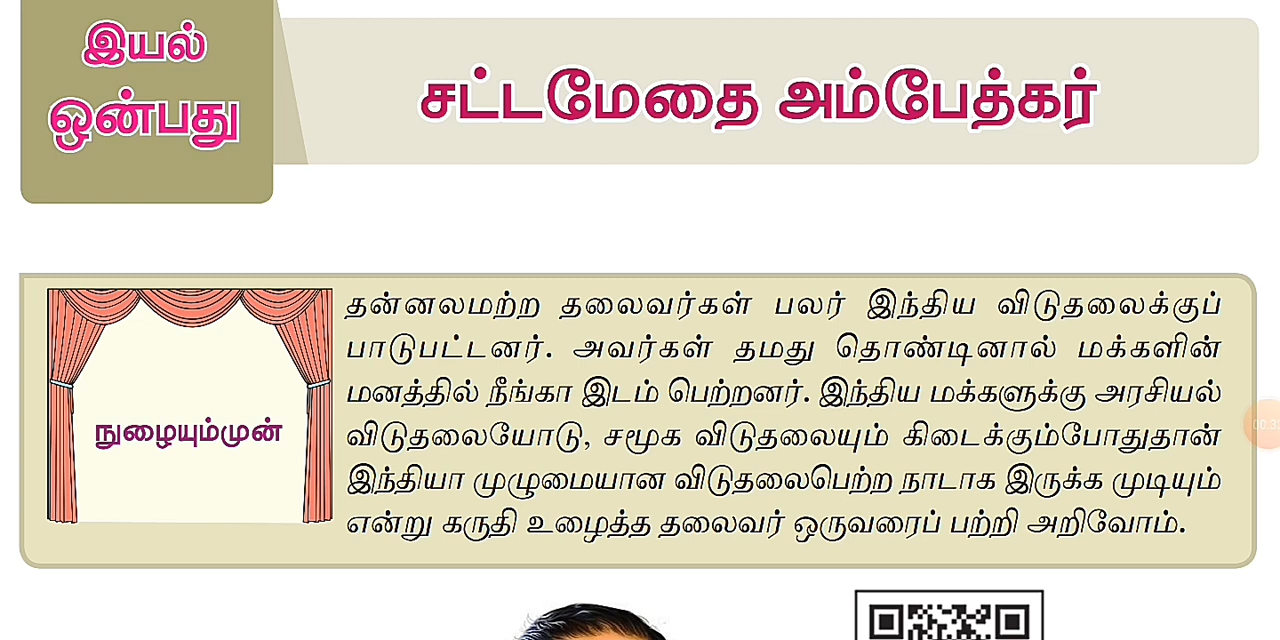 இயல்
ஒன்பது
சட்டமேதை அம்பேத்கர்
தன்னலமற்ற தலைவர்கள் பலர் இந்திய விடுதலைக்குப்
பாடுபட்டனர். அவர்கள் தமது தொண்டினால் மக்களின்
மனத்தில் நீங்கா இடம் பெற்றனர். இந்திய மக்களுக்கு அரசியல்
விடுதலையோடு, சமூக விடுதலையும் கிடைக்கும்போதுதான்
இந்தியா முழுமையான விடுதலைபெற்ற நாடாக இருக்க முடியும்
என்று கருதி உழைத்த தலைவர் ஒருவரைப் பற்றி அறிவோம்.
நுழையும்முன்